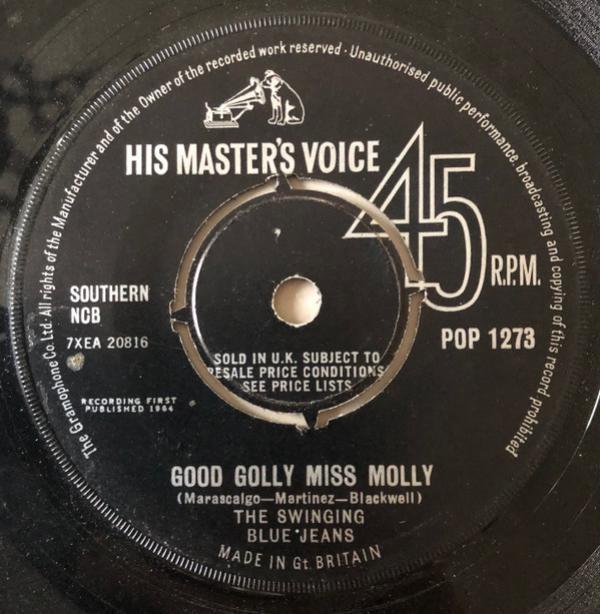 The Gramophone Co. Ltd. All rights of the Manufacturer and of the Owner of the recorded work reserved · Unauthorised public performance, broadcasting and copying of this record prohibited
HIS MASTER'S VOICE
45
R.P.M.
SOUTHERN
NCB
7XEA 20816
POP 1273
SOLD IN U.K. SUBJECT TO
RESALE PRICE CONDITIONS
SEE PRICE LISTS
RECORDING FIRST
PUBLISHED 1964
GOOD GOLLY MISS MOLLY
(Marascalgo—Martinez—Blackwell)
THE SWINGING
BLUE JEANS
MADE IN Gt. BRITAIN